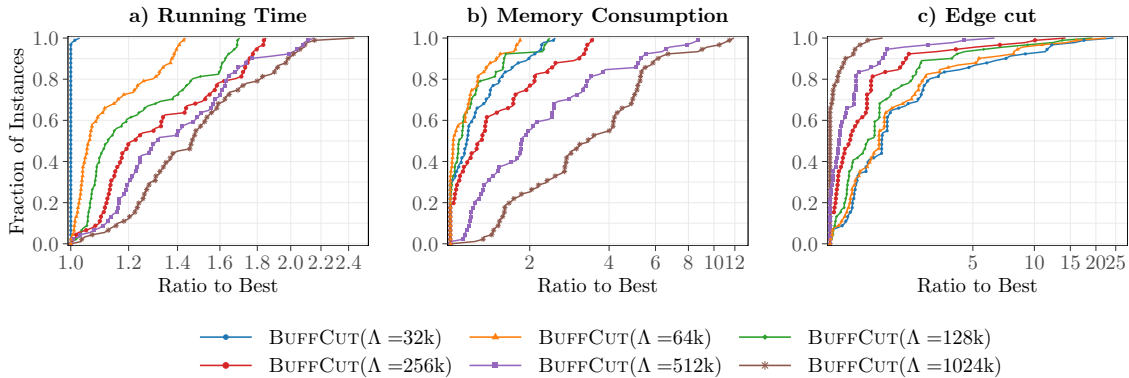 a) Running Time
b) Memory Consumption
c) Edge cut
Fraction of Instances
1.0
0.8
0.6
0.4
0.2
0.0
1.0 1.2 1.4 1.6 1.8 2.0 2.2 2.4
Ratio to Best
1.0
0.8
0.6
0.4
0.2
0.0
2 4 6 8 10 12
Ratio to Best
1.0
0.8
0.6
0.4
0.2
0.0
5 10 15 20 25
Ratio to Best
BUFFCUT(Λ =32k)
BUFFCUT(Λ =64k)
BUFFCUT(Λ =128k)
BUFFCUT(Λ =256k)
BUFFCUT(Λ =512k)
BUFFCUT(Λ =1024k)